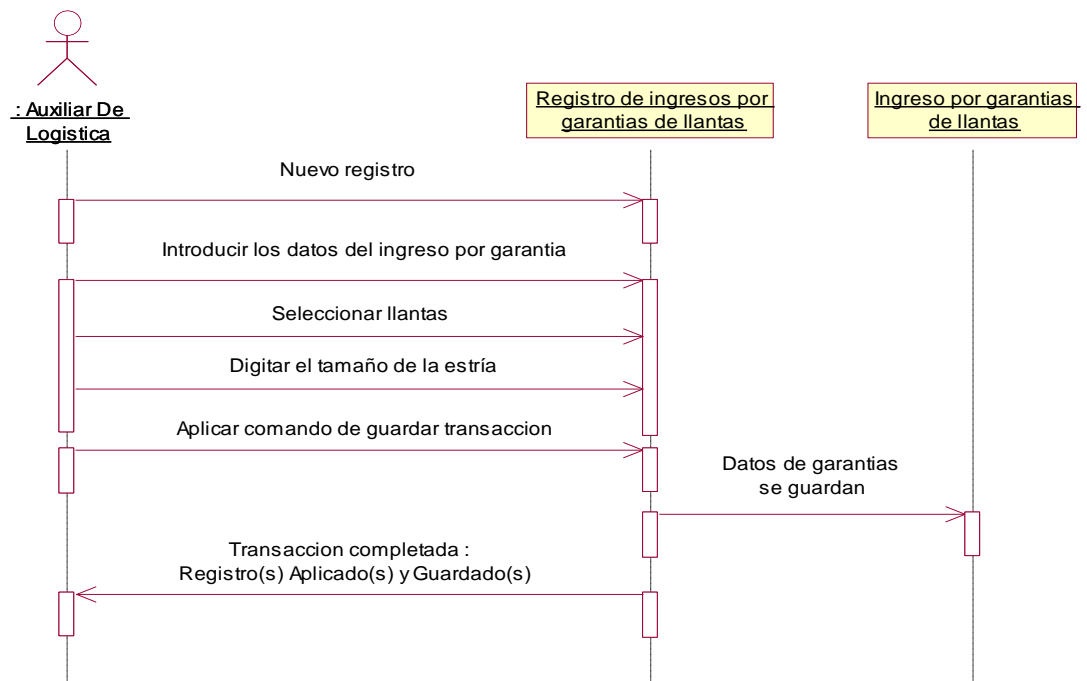 : Auxiliar De
Logistica
Registro de ingresos por
garantias de llantas
Ingreso por garantias
de llantas
Nuevo registro
Introducir los datos del ingreso por garantia
Seleccionar llantas
Digitar el tamaño de la estría
Aplicar comando de guardar transaccion
Datos de garantias
se guardan
Transaccion completada :
Registro(s) Aplicado(s) y Guardado(s)